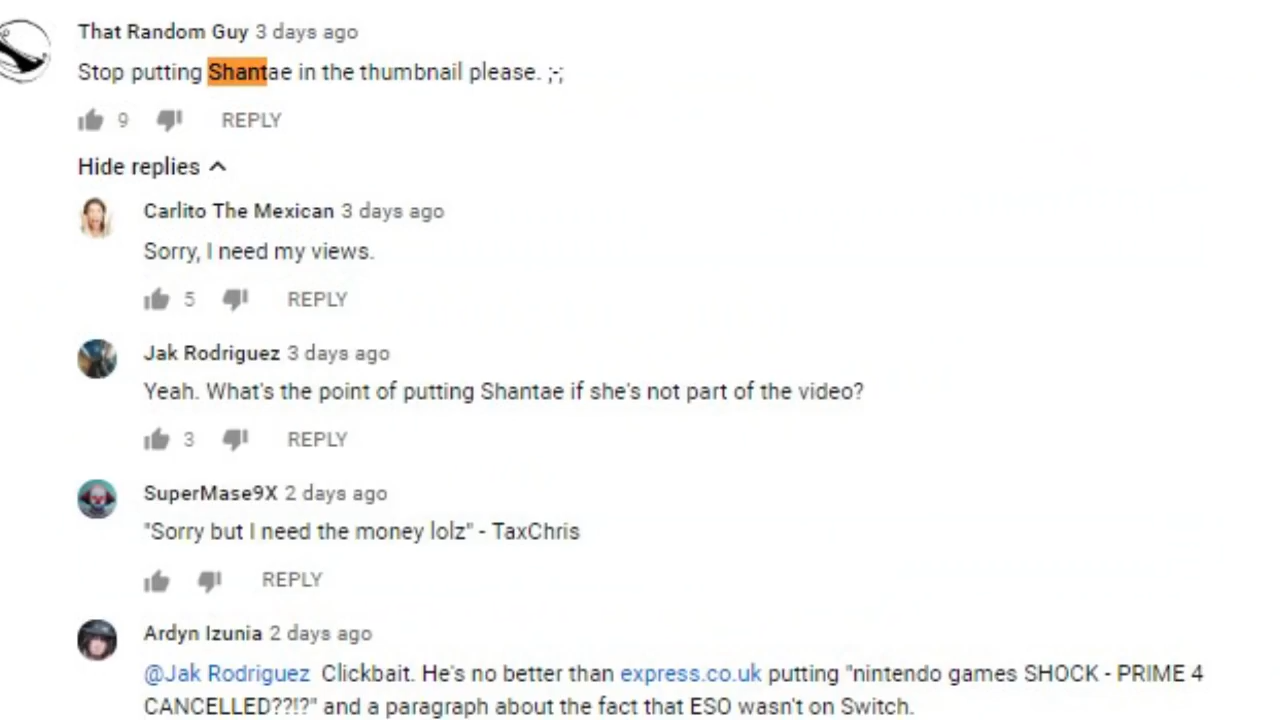 That Random Guy 3 days ago
Stop putting Shantae in the thumbnail please. ;-;
9 REPLY
Hide replies
Carlito The Mexican 3 days ago
Sorry, I need my views.
5 REPLY
Jak Rodriguez 3 days ago
Yeah. What's the point of putting Shantae if she's not part of the video?
3 REPLY
SuperMase9X 2 days ago
"Sorry but I need the money lolz" - TaxChris
REPLY
Ardyn Izunia 2 days ago
@Jak Rodriguez Clickbait. He's no better than express.co.uk putting "nintendo games SHOCK - PRIME 4
CANCELLED??!?" and a paragraph about the fact that ESO wasn't on Switch.